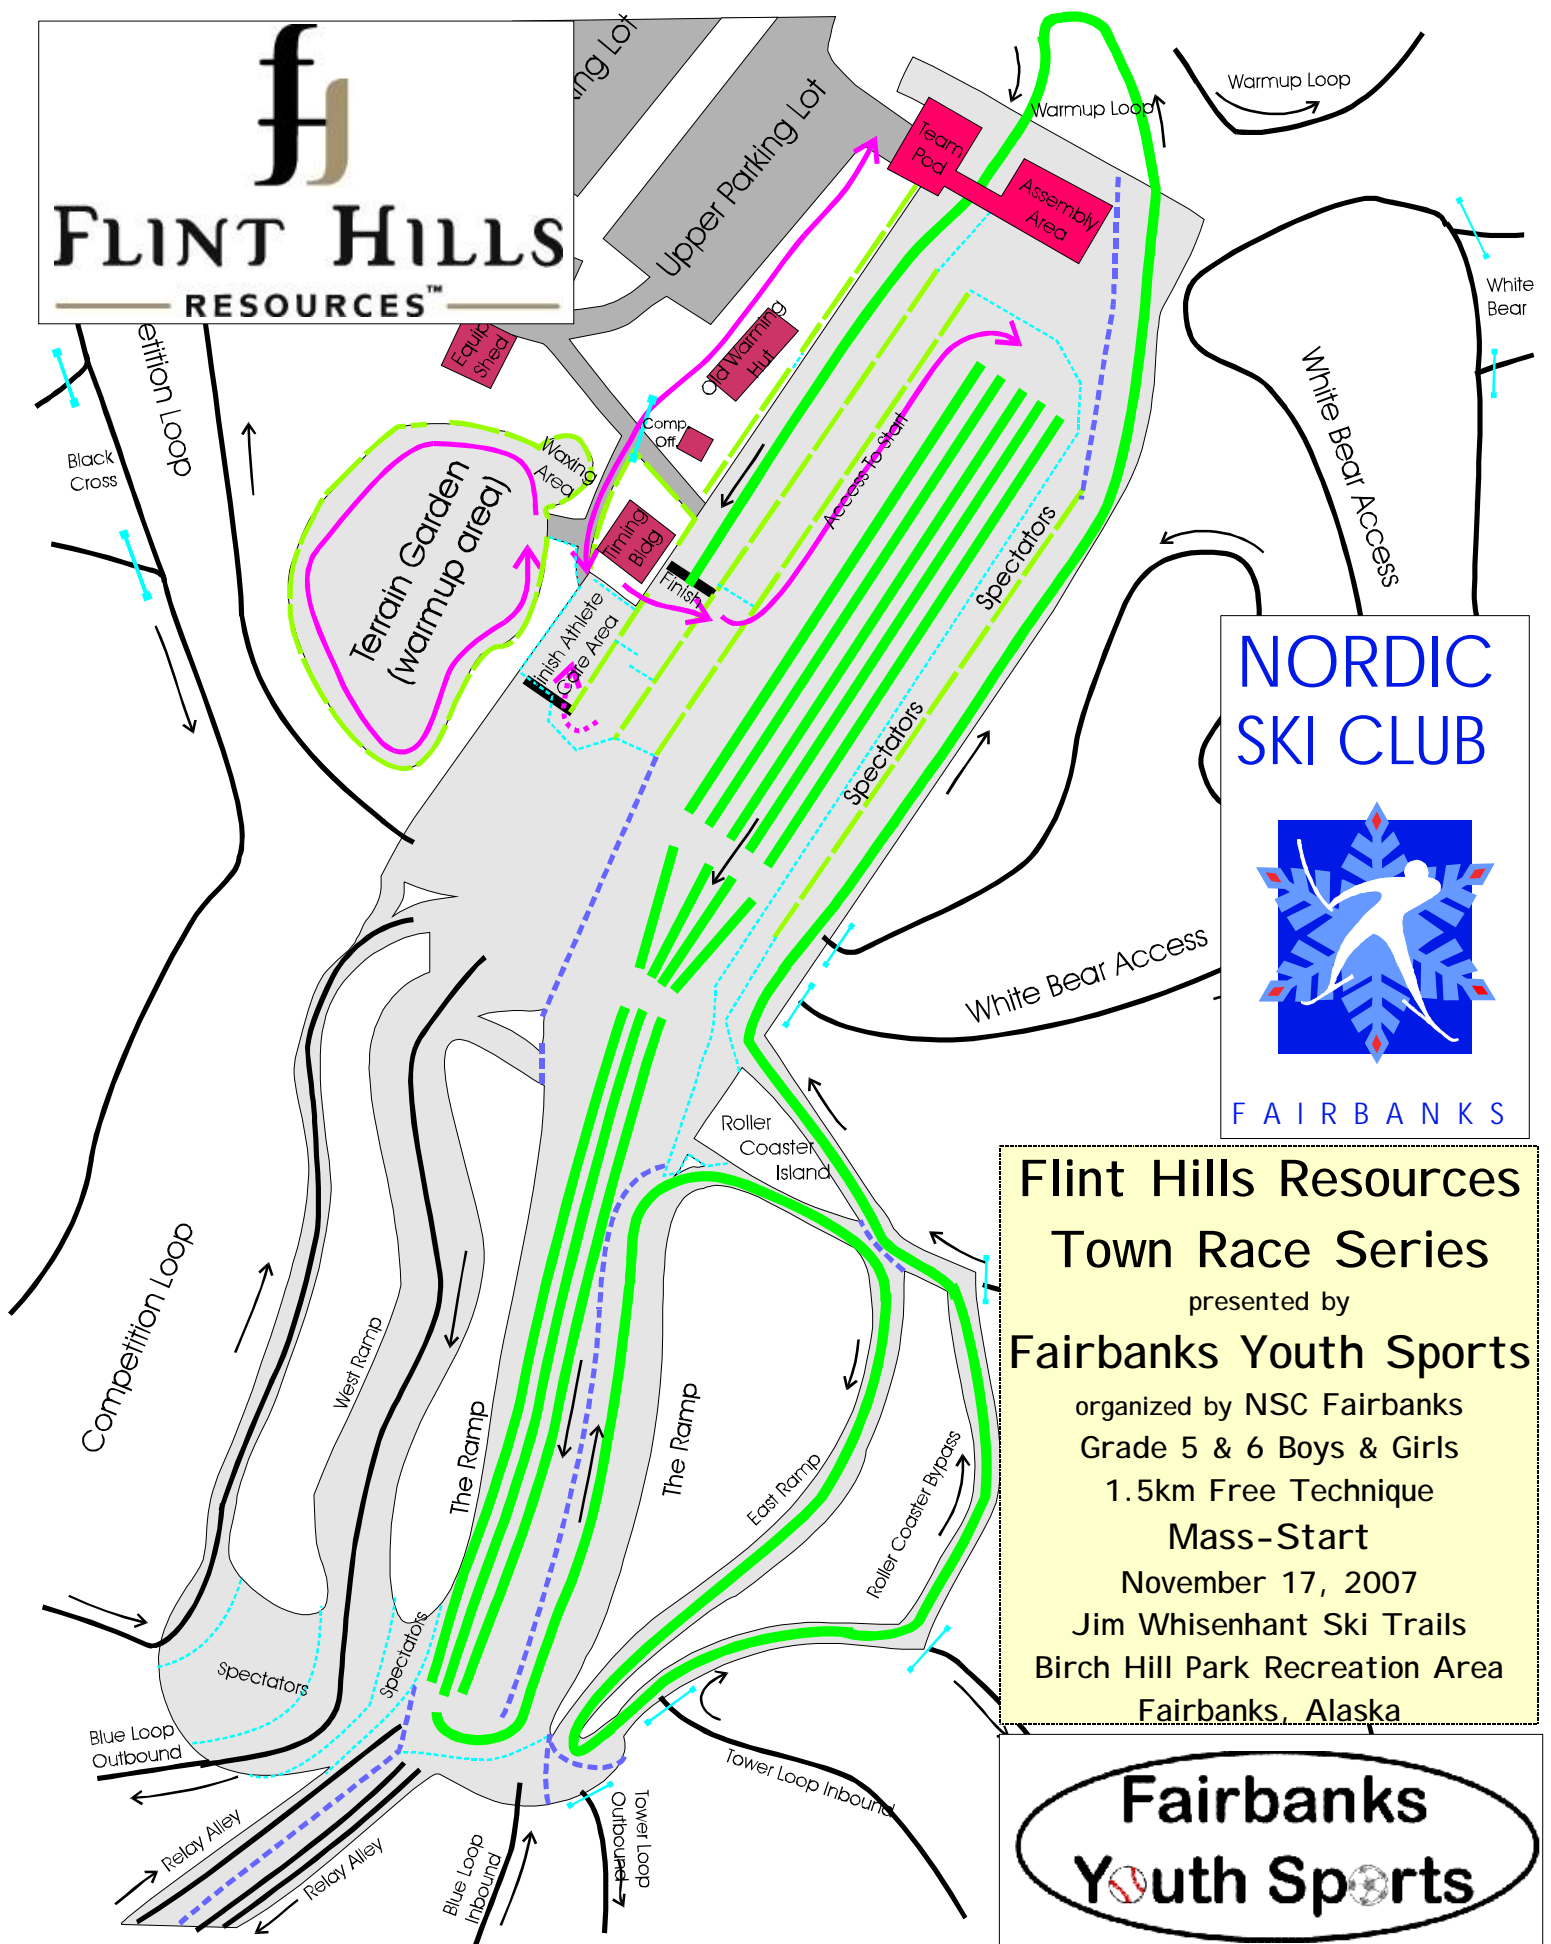 FLINT HILLS
RESOURCES™
ing Lot
Upper Parking Lot
Warmup Loop
Warmup Loop
Team
Pod
Assembly
Area
White
Bear
White Bear Access
etition Loop
Equip
Shed
Old Warming
Hut
Comp.
Off.
Black
Cross
Waxing
Area
Terrain Garden
(warmup area)
Timing
Bldg
Finish
Access To Start
Spectators
Finish Athlete
Care Area
Spectators
NORDIC
SKI CLUB
FAIRBANKS
White Bear Access
Roller
Coaster
Island
Competition Loop
West Ramp
The Ramp
The Ramp
East Ramp
Roller Coaster Bypass
Spectators
Spectators
Blue Loop
Outbound
Relay Alley
Relay Alley
Blue Loop
Inbound
Tower Loop
Outbound
Tower Loop Inbound
Flint Hills Resources
Town Race Series
presented by
Fairbanks Youth Sports
organized by NSC Fairbanks
Grade 5 & 6 Boys & Girls
1.5km Free Technique
Mass-Start
November 17, 2007
Jim Whisenhant Ski Trails
Birch Hill Park Recreation Area
Fairbanks, Alaska
Fairbanks
Youth Sports